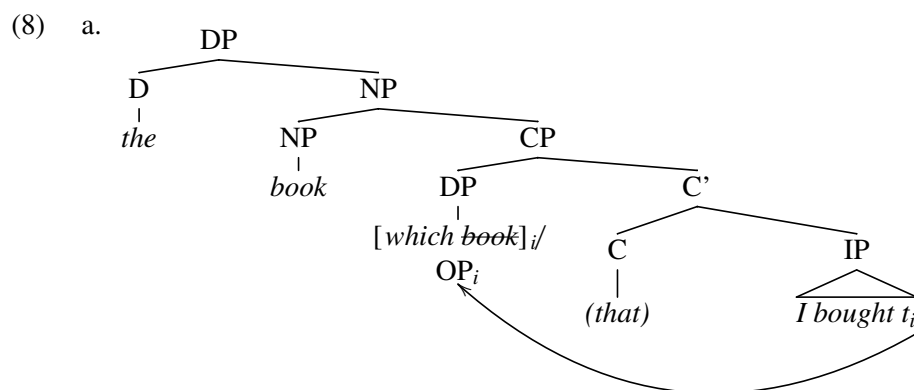 (8) a.
DP
D NP
the NP CP
book DP C’
[which book]i/ C IP
OPi (that) I bought ti